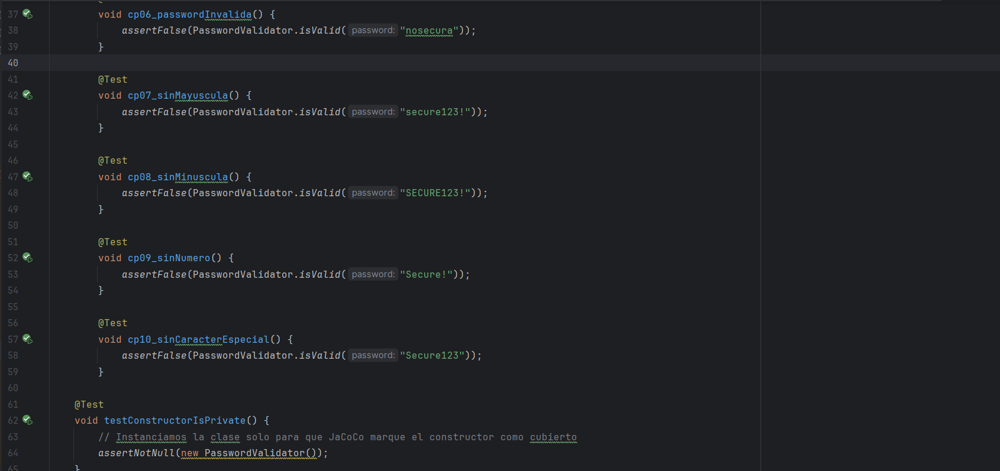 37 void cp06_passwordInvalida() {
38 assertFalse(PasswordValidator.isValid( password: "nosecura"));
39 }
40
41 @Test
42 void cp07_sinMayuscula() {
43 assertFalse(PasswordValidator.isValid( password: "secure123!"));
44 }
45
46 @Test
47 void cp08_sinMinuscula() {
48 assertFalse(PasswordValidator.isValid( password: "SECURE123!"));
49 }
50
51 @Test
52 void cp09_sinNumero() {
53 assertFalse(PasswordValidator.isValid( password: "Secure!"));
54 }
55
56 @Test
57 void cp10_sinCaracterEspecial() {
58 assertFalse(PasswordValidator.isValid( password: "Secure123"));
59 }
60
61 @Test
62 void testConstructorIsPrivate() {
63 // Instanciamos la clase solo para que JaCoCo marque el constructor como cubierto
64 assertNotNull(new PasswordValidator());
65 }